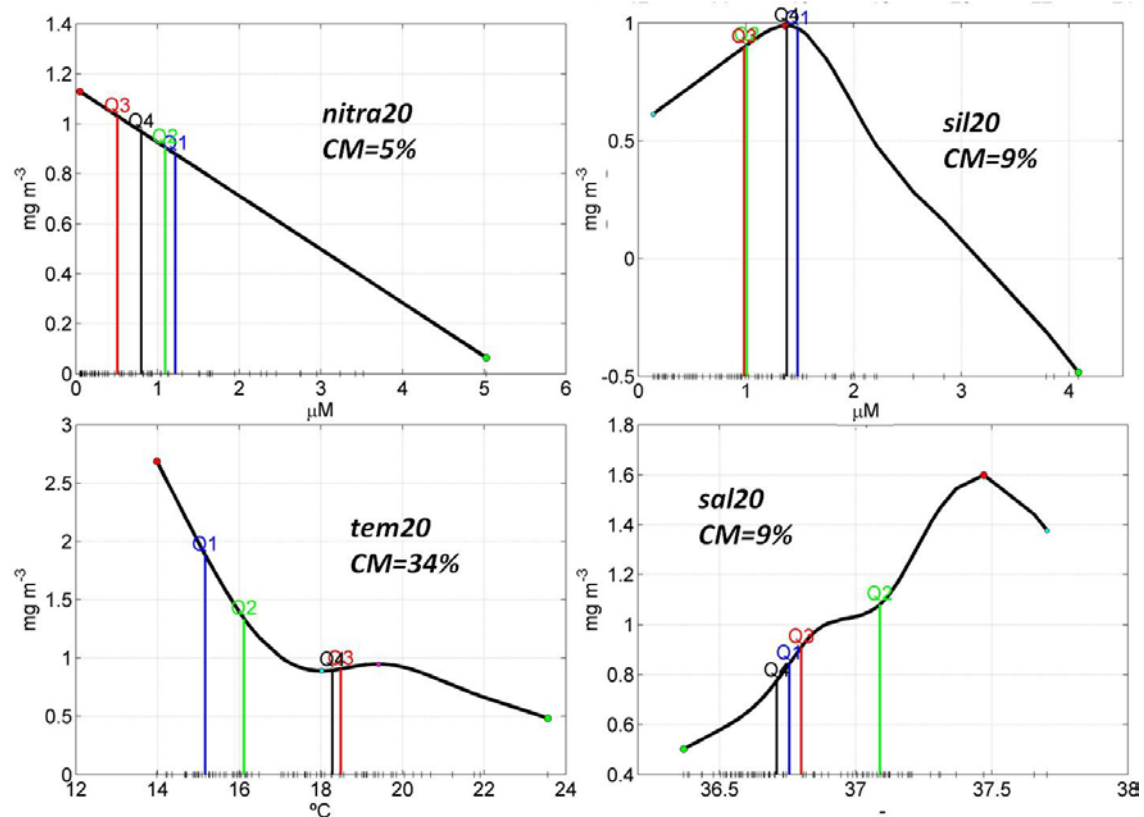 1.4
1.2
1
0.8
0.6
0.4
0.2
0
mg m-3
Q3
Q4
Q2
Q1
nitra20
CM=5%
0 1 2 3 4 5 6
μM
1
0.5
0
-0.5
mg m-3
Q3
Q2
Q4
Q1
sil20
CM=9%
0 1 2 3 4
μM
3
2.5
2
1.5
1
0.5
0
mg m-3
Q1
Q2
Q4
Q3
tem20
CM=34%
12 14 16 18 20 22 24
ºC
1.8
1.6
1.4
1.2
1
0.8
0.6
0.4
mg m-3
Q4
Q1
Q3
Q2
sal20
CM=9%
36.5 37 37.5 38
-